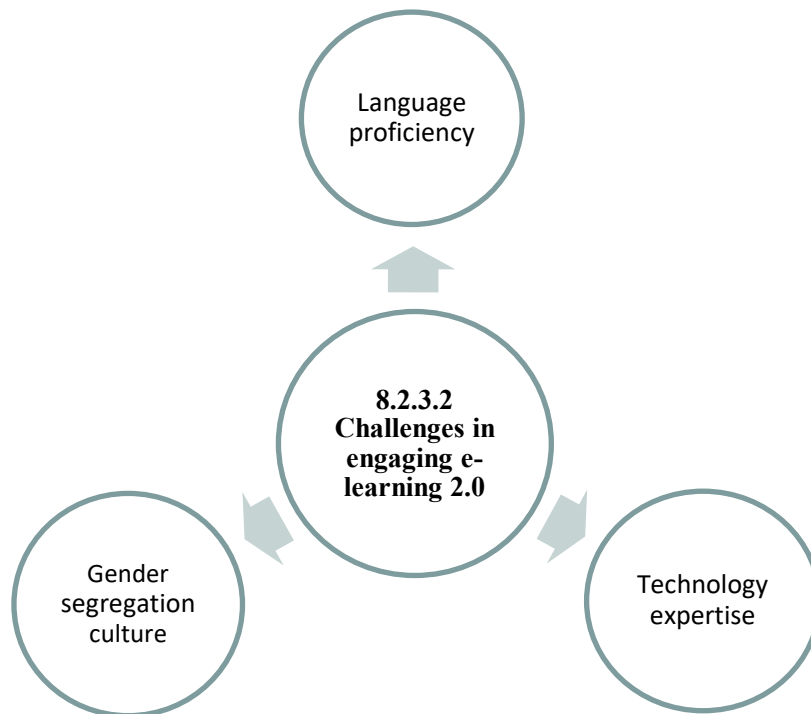 Language
proficiency
8.2.3.2
Challenges in
engaging e-
learning 2.0
Gender
segregation
culture
Technology
expertise